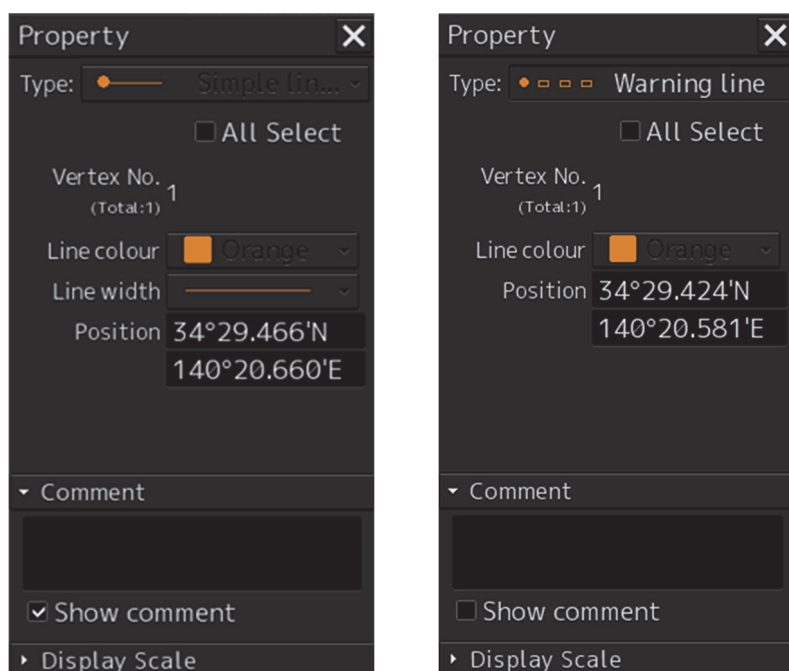 Property
Type: Simple lin...
All Select
Vertex No. 1
(Total:1)
Line colour Orange
Line width
Position 34°29.466'N
140°20.660'E
Comment
Show comment
Display Scale
Property
Type: Warning line
All Select
Vertex No. 1
(Total:1)
Line colour Orange
Position 34°29.424'N
140°20.581'E
Comment
Show comment
Display Scale